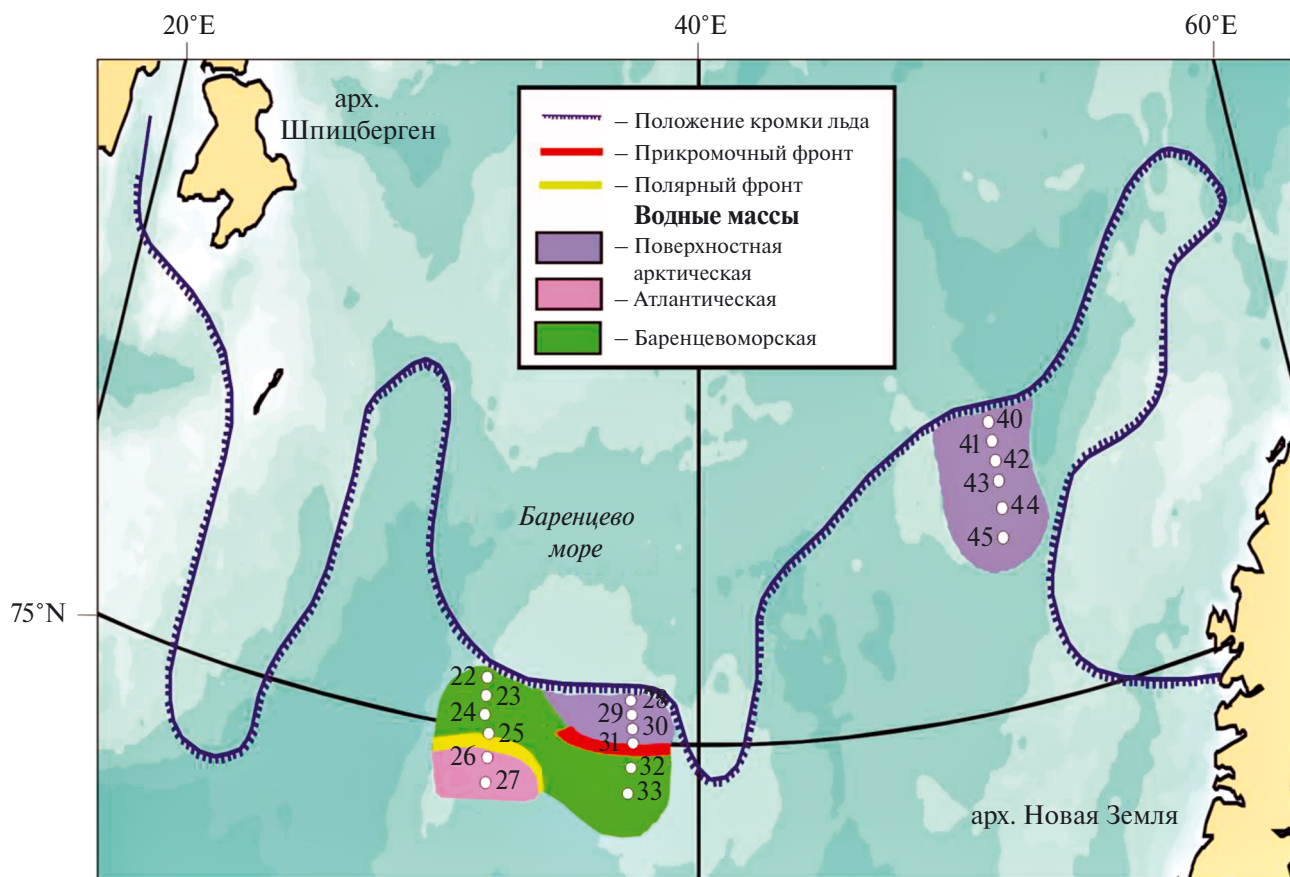 20°E
40°E
60°E
арх.
Шпицберген
– Положение кромки льда
– Прикромочный фронт
– Полярный фронт
Водные массы
– Поверхностная
арктическая
– Атлантическая
– Баренцевоморская
40
41
42
43
44
45
Баренцево
море
75°N
22
23
24
25
26
27
28
29
30
31
32
33
арх. Новая Земля